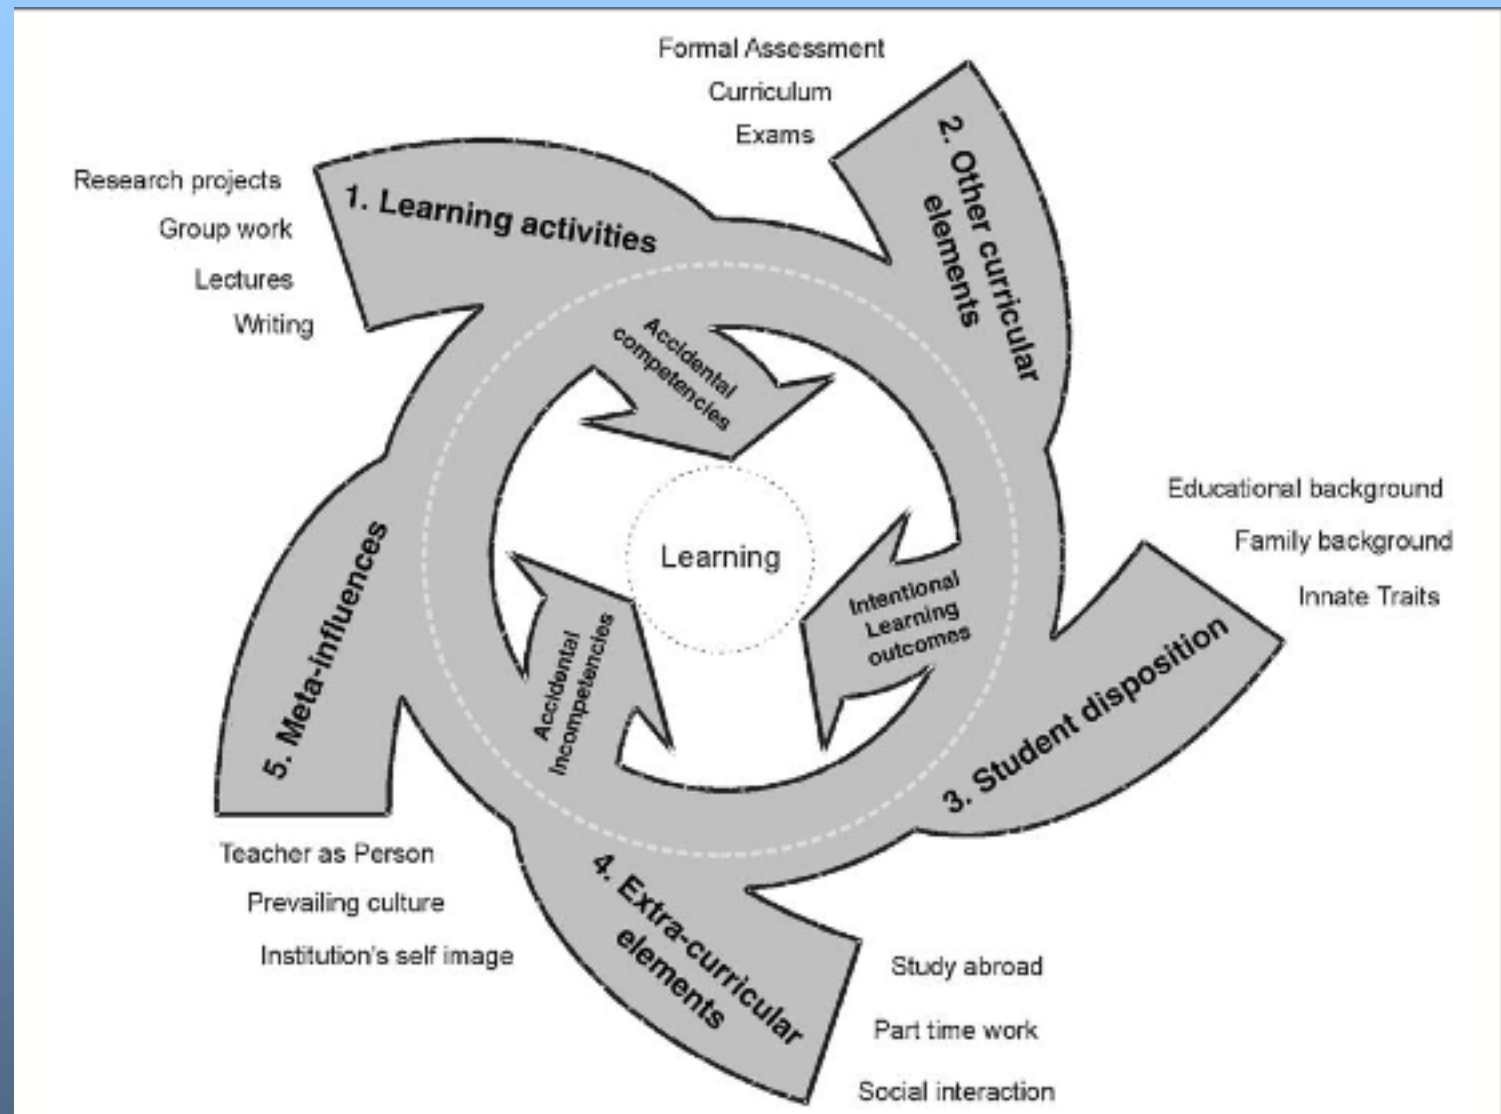 Formal Assessment
Curriculum
Exams
Research projects
Group work
Lectures
Writing
1. Learning activities
2. Other curricular
elements
Educational background
Family background
Innate Traits
3. Student disposition
4. Extra-curricular
elements
Study abroad
Part time work
Social interaction
5. Meta-influences
Teacher as Person
Prevailing culture
Institution's self image
Accidental
competencies
Intentional
Learning
outcomes
Accidental
Incompetencies
Learning